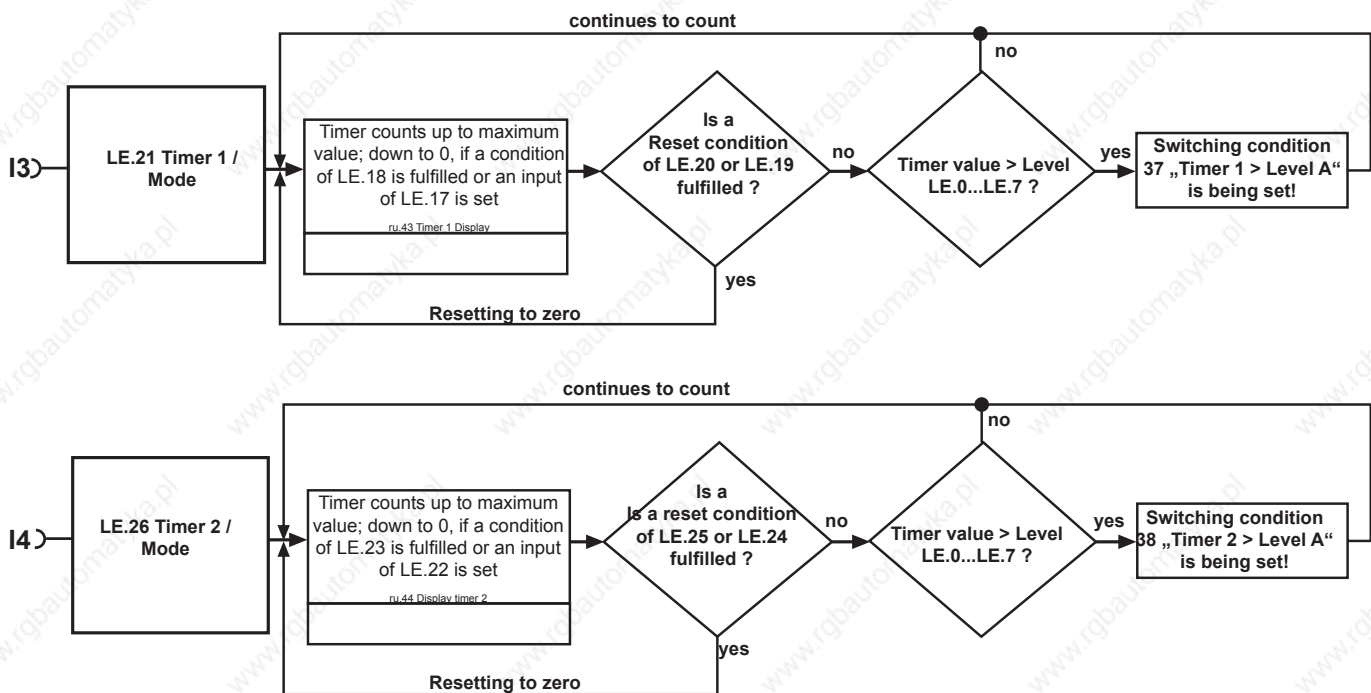 continues to count
no
I3
LE.21 Timer 1 /
Mode
Timer counts up to maximum
value; down to 0, if a condition
of LE.18 is fulfilled or an input
of LE.17 is set
ru.43 Timer 1 Display
Is a
Reset condition
of LE.20 or LE.19
fulfilled ?
no
Timer value > Level
LE.0...LE.7 ?
yes
Switching condition
37 „Timer 1 > Level A“
is being set!
yes
Resetting to zero
continues to count
no
I4
LE.26 Timer 2 /
Mode
Timer counts up to maximum
value; down to 0, if a condition
of LE.23 is fulfilled or an input
of LE.22 is set
ru.44 Display timer 2
Is a
Is a reset condition
of LE.25 or LE.24
fulfilled ?
no
Timer value > Level
LE.0...LE.7 ?
yes
Switching condition
38 „Timer 2 > Level A“
is being set!
yes
Resetting to zero
www.rgbautomatyka.pl